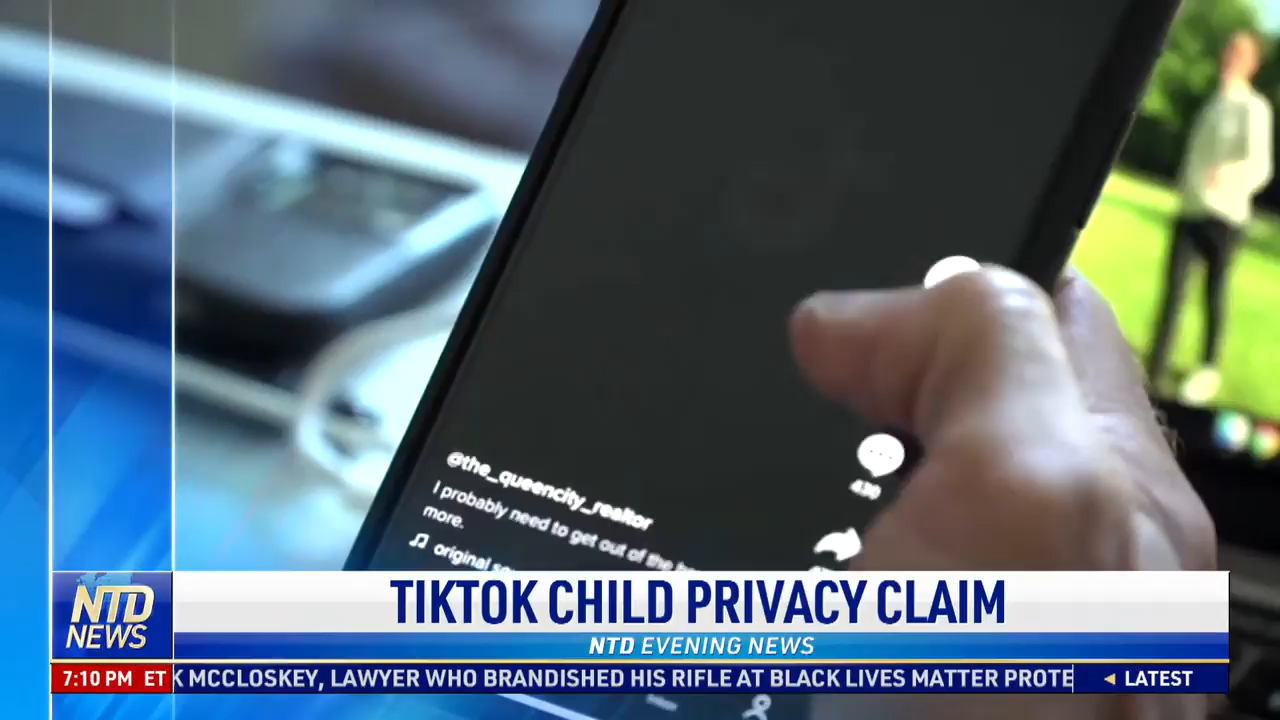 @the_queencity_realtor
I probably need to get out of the
more.
original
430
TIKTOK CHILD PRIVACY CLAIM
NTD EVENING NEWS
NTD
NEWS
7:10 PM ET
MCCLOSKEY, LAWYER WHO BRANDISHED HIS RIFLE AT BLACK LIVES MATTER PROTE
LATEST